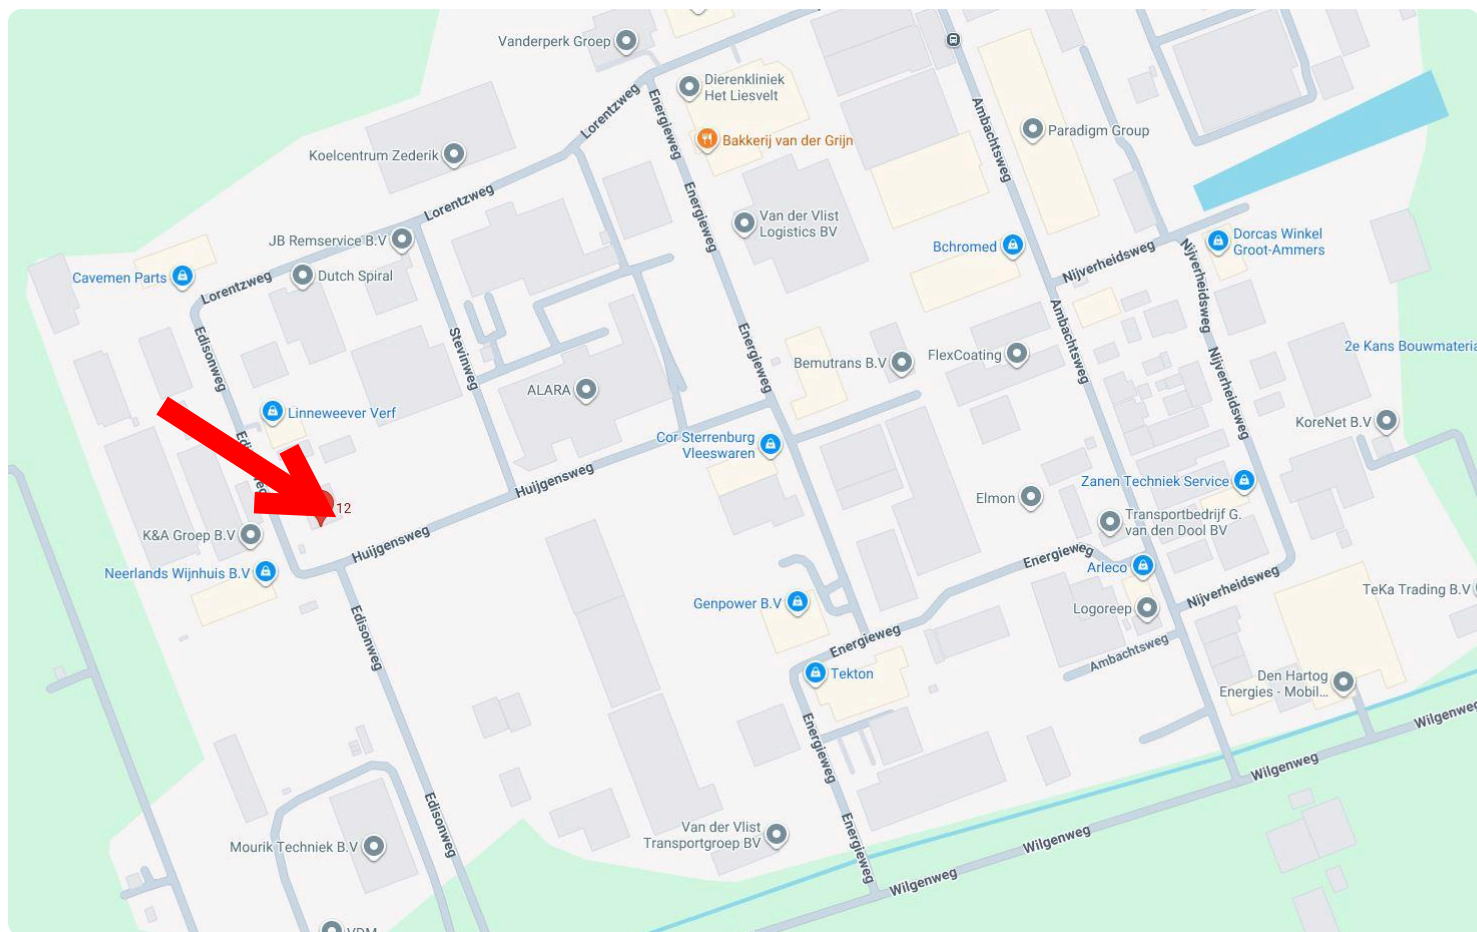 Vanderperk Groep
Dierenkliniek
Het Liesvelt
Lorentzweg
Energieweg
Ambachtsweg
Bakkerij van der Grijn
Paradigm Group
Koelcentrum Zederik
Lorentzweg
Energieweg
Van der Vlist
Logistics BV
JB Remservice B.V
Bchromed
Nijverheidsweg
Dorcas Winkel
Groot-Ammers
Cavemen Parts
Lorentzweg
Dutch Spiral
Nijverheidsweg
Edisonweg
Stevinweg
Energieweg
Ambachtsweg
Bemutrans B.V
FlexCoating
Nijverheidsweg
2e Kans Bouwmateria
ALARA
Linneweever Verf
Cor Sterrenburg
Vleeswaren
KoreNet B.V
Huijgensweg
Zanen Techniek Service
Elmon
12
Transportbedrijf G.
van den Dool BV
K&A Groep B.V
Huijgensweg
Energieweg
Arleco
Neerlands Wijnhuis B.V
Nijverheidsweg
TeKa Trading B.V
Genpower B.V
Logoreep
Edisonweg
Energieweg
Ambachtsweg
Tekton
Den Hartog
Energies - Mobil...
Wilgenweg
Energieweg
Wilgenweg
Edisonweg
Van der Vlist
Transportgroep BV
Energieweg
Wilgenweg
Mourik Techniek B.V
Wilgenweg
VDM